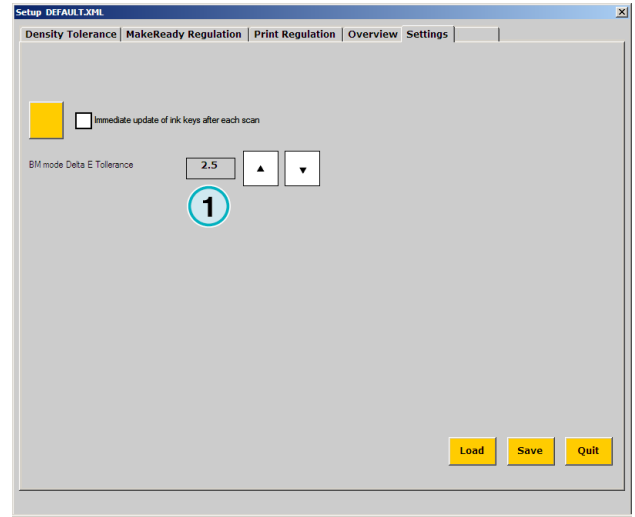 Setup DEFAULT.XML
Density Tolerance MakeReady Regulation Print Regulation Overview Settings
Immediate update of ink keys after each scan
BM mode Delta E Tolerance 2.5
1
Load Save Quit